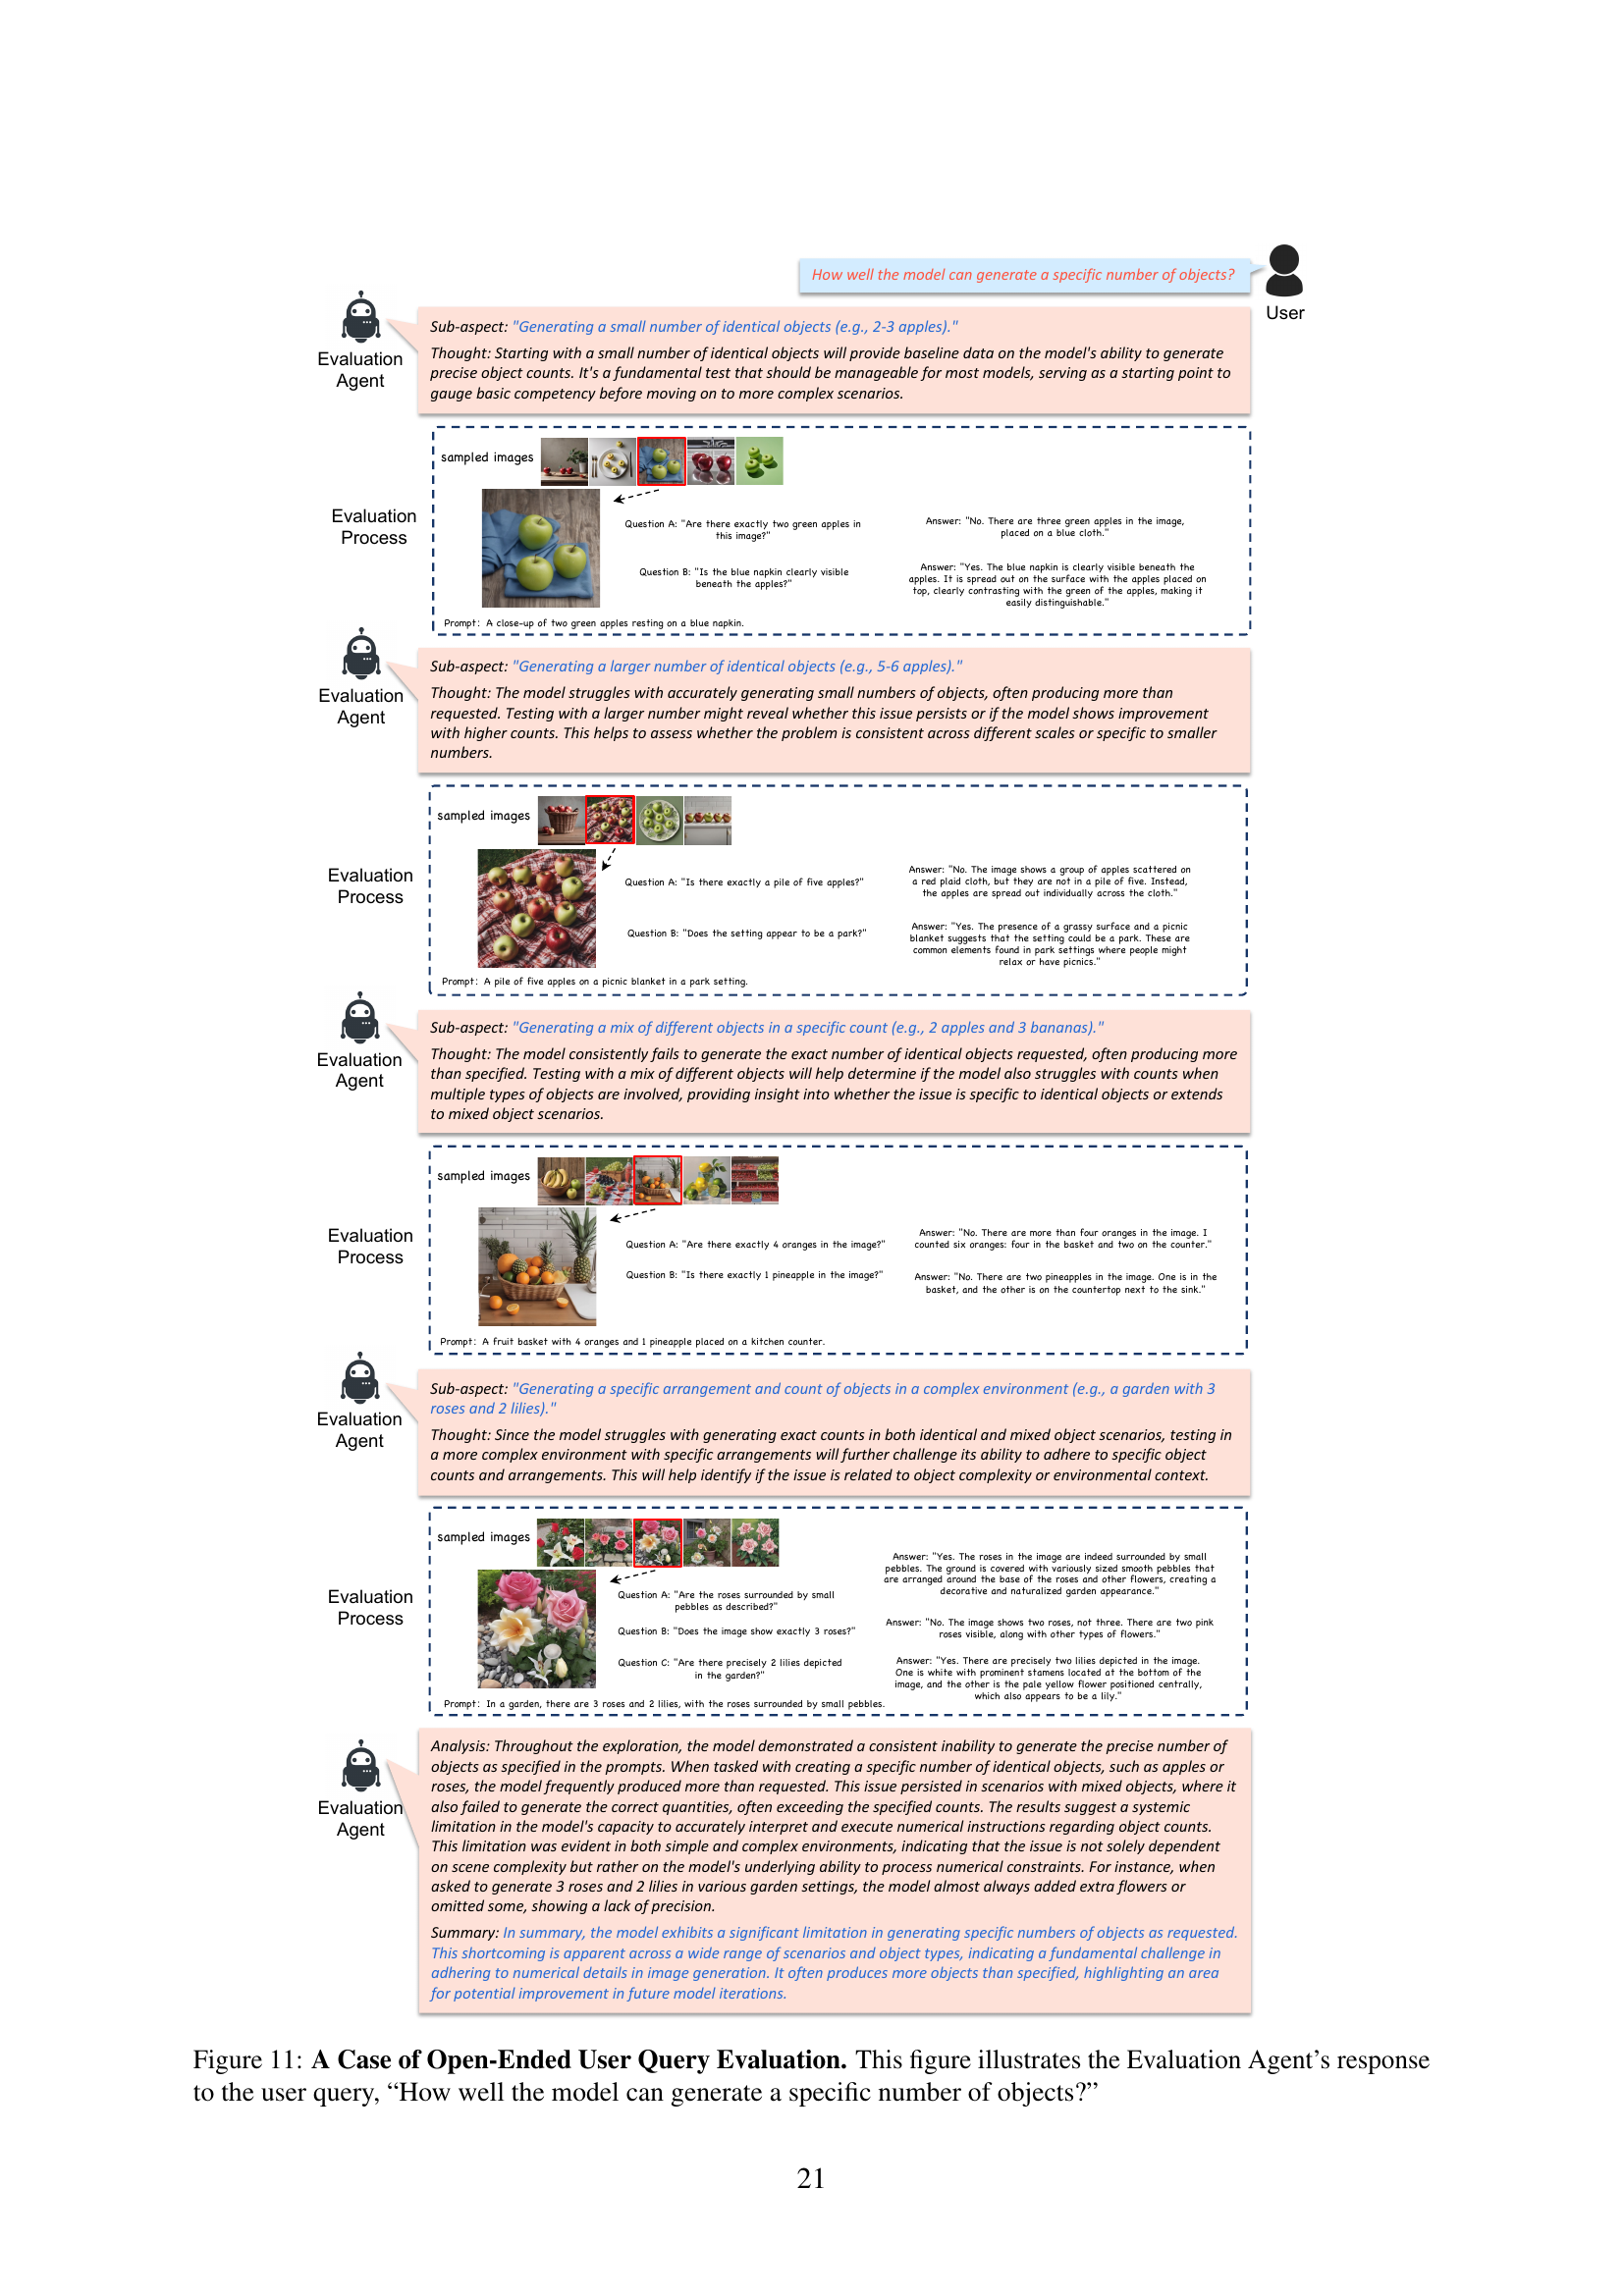 How well the model can generate a specific number of objects?
User
Evaluation
Agent
Sub-aspect: "Generating a small number of identical objects (e.g., 2-3 apples)."
Thought: Starting with a small number of identical objects will provide baseline data on the model's ability to generate
precise object counts. It's a fundamental test that should be manageable for most models, serving as a starting point to
gauge basic competency before moving on to more complex scenarios.
Evaluation
Process
sampled images
Question A: "Are there exactly two green apples in
this image?"
Answer: "No. There are three green apples in the image,
placed on a blue cloth."
Question B: "Is the blue napkin clearly visible
beneath the apples?"
Answer: "Yes. The blue napkin is clearly visible beneath the
apples. It is spread out on the surface with the apples placed on
top, clearly contrasting with the green of the apples, making it
easily distinguishable."
Prompt: A close-up of two green apples resting on a blue napkin.
Evaluation
Agent
Sub-aspect: "Generating a larger number of identical objects (e.g., 5-6 apples)."
Thought: The model struggles with accurately generating small numbers of objects, often producing more than
requested. Testing with a larger number might reveal whether this issue persists or if the model shows improvement
with higher counts. This helps to assess whether the problem is consistent across different scales or specific to smaller
numbers.
Evaluation
Process
sampled images
Question A: "Is there exactly a pile of five apples?"
Answer: "No. The image shows a group of apples scattered on
a red plaid cloth, but they are not in a pile of five. Instead,
the apples are spread out individually across the cloth."
Question B: "Does the setting appear to be a park?"
Answer: "Yes. The presence of a grassy surface and a picnic
blanket suggests that the setting could be a park. These are
common elements found in park settings where people might
relax or have picnics."
Prompt: A pile of five apples on a picnic blanket in a park setting.
Evaluation
Agent
Sub-aspect: "Generating a mix of different objects in a specific count (e.g., 2 apples and 3 bananas)."
Thought: The model consistently fails to generate the exact number of identical objects requested, often producing more
than specified. Testing with a mix of different objects will help determine if the model also struggles with counts when
multiple types of objects are involved, providing insight into whether the issue is specific to identical objects or extends
to mixed object scenarios.
Evaluation
Process
sampled images
Question A: "Are there exactly 4 oranges in the image?"
Answer: "No. There are more than four oranges in the image. I
counted six oranges: four in the basket and two on the counter."
Question B: "Is there exactly 1 pineapple in the image?"
Answer: "No. There are two pineapples in the image. One is in the
basket, and the other is on the countertop next to the sink."
Prompt: A fruit basket with 4 oranges and 1 pineapple placed on a kitchen counter.
Evaluation
Agent
Sub-aspect: "Generating a specific arrangement and count of objects in a complex environment (e.g., a garden with 3
roses and 2 lilies)."
Thought: Since the model struggles with generating exact counts in both identical and mixed object scenarios, testing in
a more complex environment with specific arrangements will further challenge its ability to adhere to specific object
counts and arrangements. This will help identify if the issue is related to object complexity or environmental context.
Evaluation
Process
sampled images
Question A: "Are the roses surrounded by small
pebbles as described?"
Answer: "Yes. The roses in the image are indeed surrounded by small
pebbles. The ground is covered with variously sized smooth pebbles that
are arranged around the base of the roses and other flowers, creating a
decorative and naturalized garden appearance."
Question B: "Does the image show exactly 3 roses?"
Answer: "No. The image shows two roses, not three. There are two pink
roses visible, along with other types of flowers."
Question C: "Are there precisely 2 lilies depicted
in the garden?"
Answer: "Yes. There are precisely two lilies depicted in the image.
One is white with prominent stamens located at the bottom of the
image, and the other is the pale yellow flower positioned centrally,
which also appears to be a lily."
Prompt: In a garden, there are 3 roses and 2 lilies, with the roses surrounded by small pebbles.
Evaluation
Agent
Analysis: Throughout the exploration, the model demonstrated a consistent inability to generate the precise number of
objects as specified in the prompts. When tasked with creating a specific number of identical objects, such as apples or
roses, the model frequently produced more than requested. This issue persisted in scenarios with mixed objects, where it
also failed to generate the correct quantities, often exceeding the specified counts. The results suggest a systemic
limitation in the model's capacity to accurately interpret and execute numerical instructions regarding object counts.
This limitation was evident in both simple and complex environments, indicating that the issue is not solely dependent
on scene complexity but rather on the model's underlying ability to process numerical constraints. For instance, when
asked to generate 3 roses and 2 lilies in various garden settings, the model almost always added extra flowers or
omitted some, showing a lack of precision.
Summary: In summary, the model exhibits a significant limitation in generating specific numbers of objects as requested.
This shortcoming is apparent across a wide range of scenarios and object types, indicating a fundamental challenge in
adhering to numerical details in image generation. It often produces more objects than specified, highlighting an area
for potential improvement in future model iterations.
Figure 11: A Case of Open-Ended User Query Evaluation. This figure illustrates the Evaluation Agent's response
to the user query, “How well the model can generate a specific number of objects?”
21